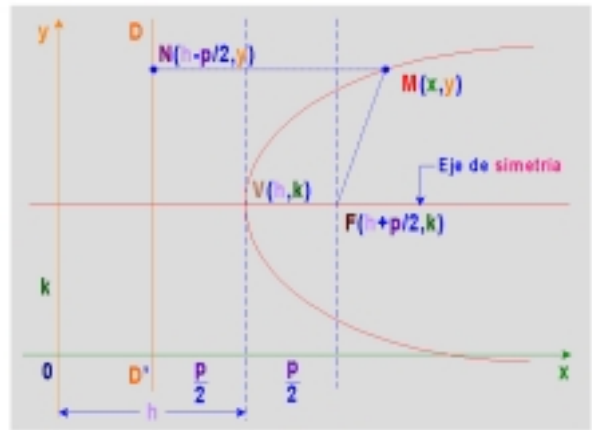 y D
N(h-p/2,y)
M(x,y)
Eje de simetria
V(h,k)
F(h+p/2,k)
k
0 D' p/2 p/2 x
h